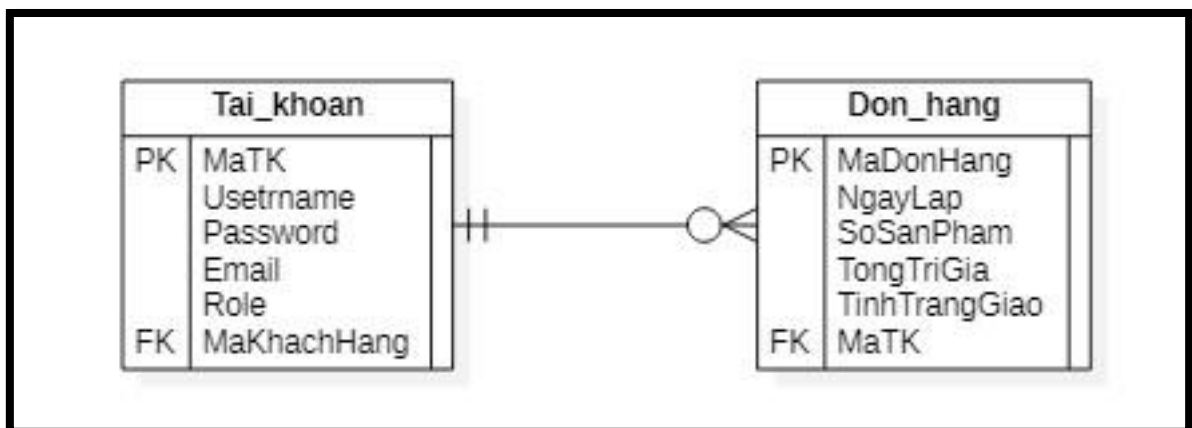 Tai_khoan
PK MaTK
Usetrname
Password
Email
Role
FK MaKhachHang
Don_hang
PK MaDonHang
NgayLap
SoSanPham
TongTriGia
TinhTrangGiao
FK MaTK